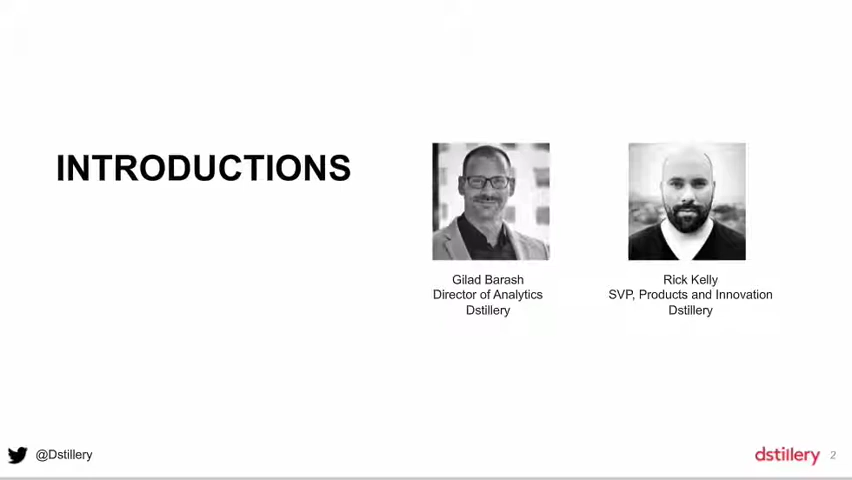 INTRODUCTIONS
Gilad Barash
Director of Analytics
Dstillery
Rick Kelly
SVP, Products and Innovation
Dstillery
@Dstillery
dstillery
2